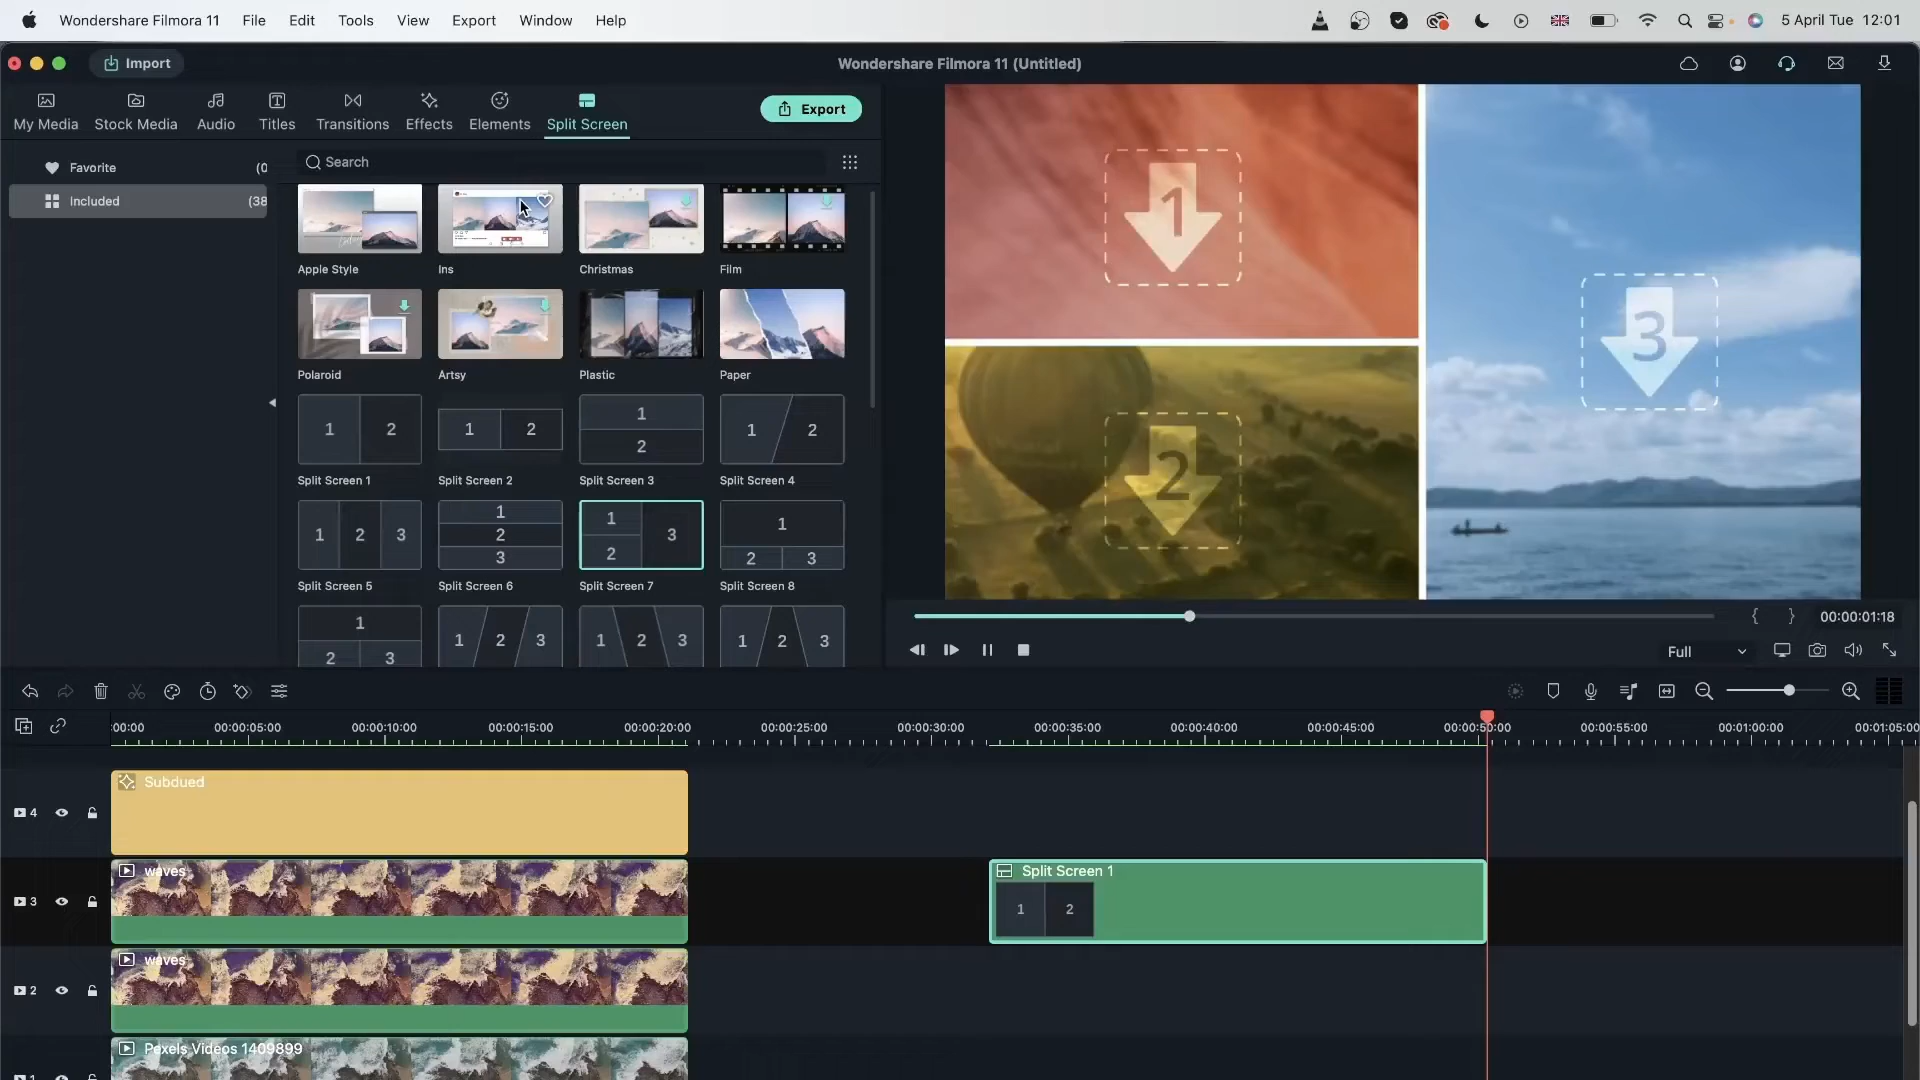 Wondershare Filmora 11 File Edit Tools View Export Window Help 5 April Tue 12:01
Import Wondershare Filmora 11 (Untitled)
My Media Stock Media Audio Titles Transitions Effects Elements Split Screen Export
Favorite (0
Included (38
Search
Apple Style Ins Christmas Film
Polaroid Artsy Plastic Paper
1 2 1 2 1 2 1 2
Split Screen 1 Split Screen 2 Split Screen 3 Split Screen 4
1 2 3 1 2 3 1 2 3 1 2 3
Split Screen 5 Split Screen 6 Split Screen 7 Split Screen 8
1 2 3 1 2 3 1 2 3 1 2 3
1
2
3
{ } 00:00:01:18
Full
:00:00 00:00:05:00 00:00:10:00 00:00:15:00 00:00:20:00 00:00:25:00 00:00:30:00 00:00:35:00 00:00:40:00 00:00:45:00 00:00:50:00 00:00:55:00 00:01:00:00 00:01:05:00
4 Subdued
3 waves Split Screen 1
1 2
2 waves
1 Pexels Videos 1409899